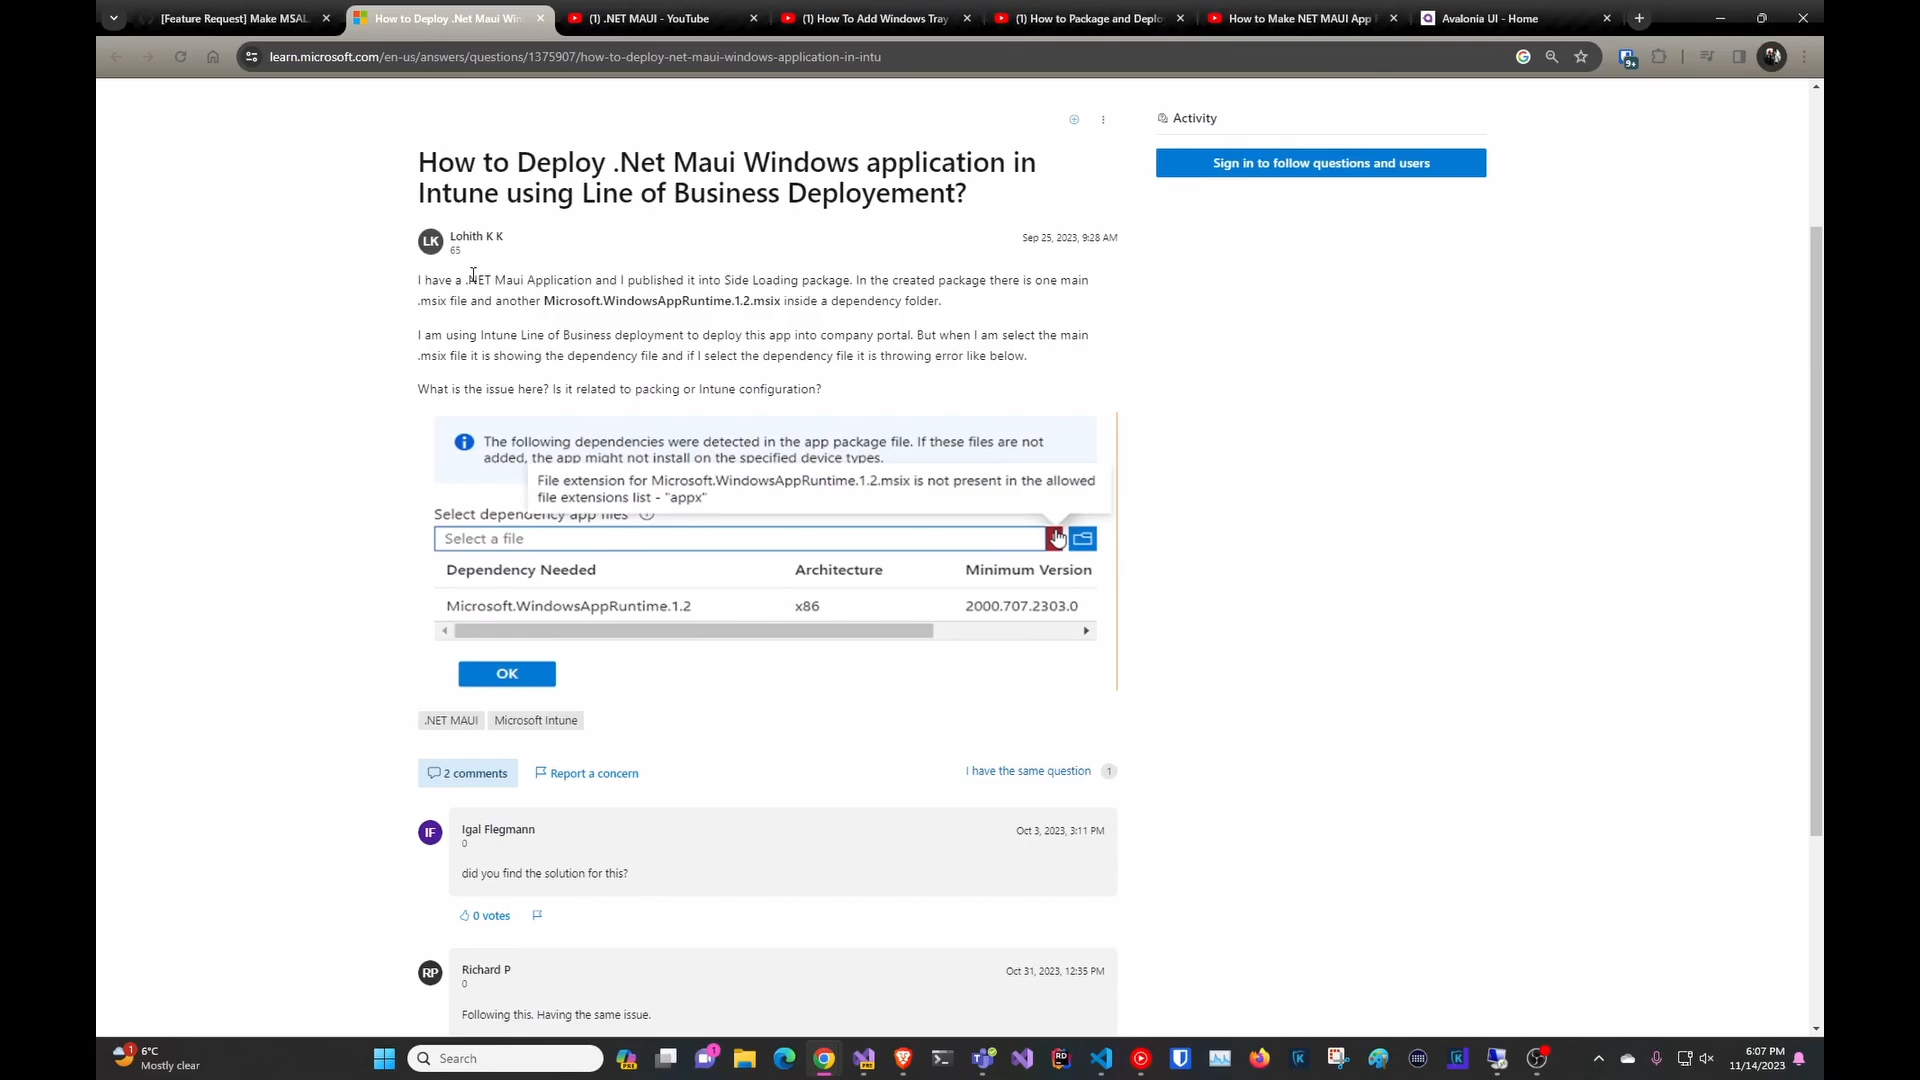 [Feature Request] Make MSAL
How to Deploy .Net Maui Win
(1) .NET MAUI - YouTube
(1) How To Add Windows Tray
(1) How to Package and Deplo
How to Make NET MAUI App
Avalonia UI - Home
learn.microsoft.com/en-us/answers/questions/1375907/how-to-deploy-net-maui-windows-application-in-intu
9+
Activity
Sign in to follow questions and users
How to Deploy .Net Maui Windows application in
Intune using Line of Business Deployement?
LK
Lohith K K
65
Sep 25, 2023, 9:28 AM
I have a .NET Maui Application and I published it into Side Loading package. In the created package there is one main
.msix file and another Microsoft.WindowsAppRuntime.1.2.msix inside a dependency folder.
I am using Intune Line of Business deployment to deploy this app into company portal. But when I am select the main
.msix file it is showing the dependency file and if I select the dependency file it is throwing error like below.
What is the issue here? Is it related to packing or Intune configuration?
The following dependencies were detected in the app package file. If these files are not
added, the app might not install on the specified device types.
File extension for Microsoft.WindowsAppRuntime.1.2.msix is not present in the allowed
file extensions list - "appx"
Select dependency app files
Select a file
Dependency Needed Architecture Minimum Version
Microsoft.WindowsAppRuntime.1.2 x86 2000.707.2303.0
OK
.NET MAUI Microsoft Intune
2 comments Report a concern
I have the same question 1
IF
Igal Flegmann
0
Oct 3, 2023, 3:11 PM
did you find the solution for this?
0 votes
RP
Richard P
0
Oct 31, 2023, 12:35 PM
Following this. Having the same issue.
1
6°C
Mostly clear
Search
6:07 PM
11/14/2023